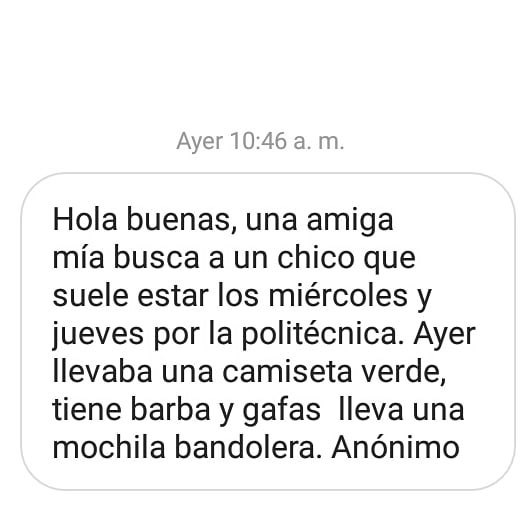 Ayer 10:46 a. m.
Hola buenas, una amiga
mía busca a un chico que
suele estar los miércoles y
jueves por la politécnica. Ayer
llevaba una camiseta verde,
tiene barba y gafas  lleva una
mochila bandolera. Anónimo